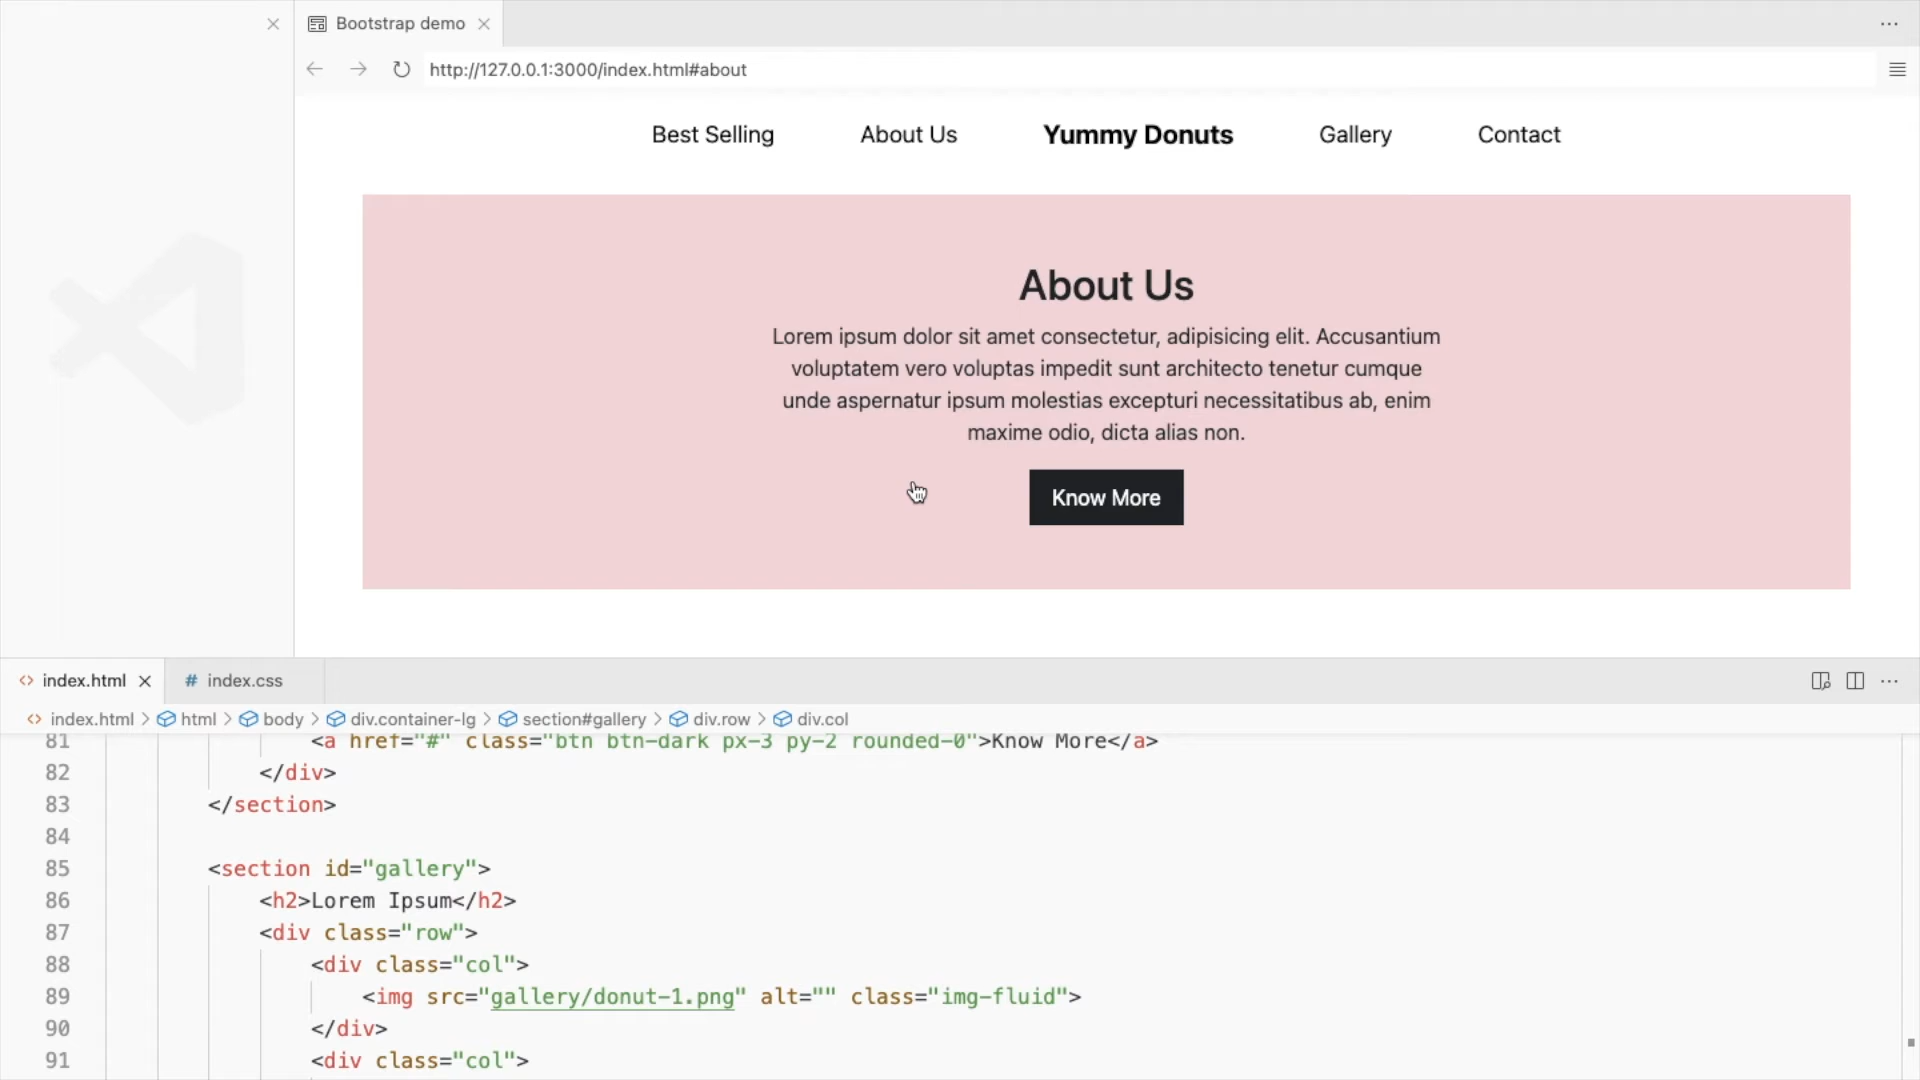 Bootstrap demo
http://127.0.0.1:3000/index.html#about
Best Selling About Us Yummy Donuts Gallery Contact
About Us
Lorem ipsum dolor sit amet consectetur, adipisicing elit. Accusantium
voluptatem vero voluptas impedit sunt architecto tenetur cumque
unde aspernatur ipsum molestias excepturi necessitatibus ab, enim
maxime odio, dicta alias non.
Know More
index.html # index.css
index.html > html > body > div.container-lg > section#gallery > div.row > div.col
81 <a href="#" class="btn btn-dark px-3 py-2 rounded-0">Know More</a>
82 </div>
83 </section>
84
85 <section id="gallery">
86 <h2>Lorem Ipsum</h2>
87 <div class="row">
88 <div class="col">
89 <img src="gallery/donut-1.png" alt="" class="img-fluid">
90 </div>
91 <div class="col">